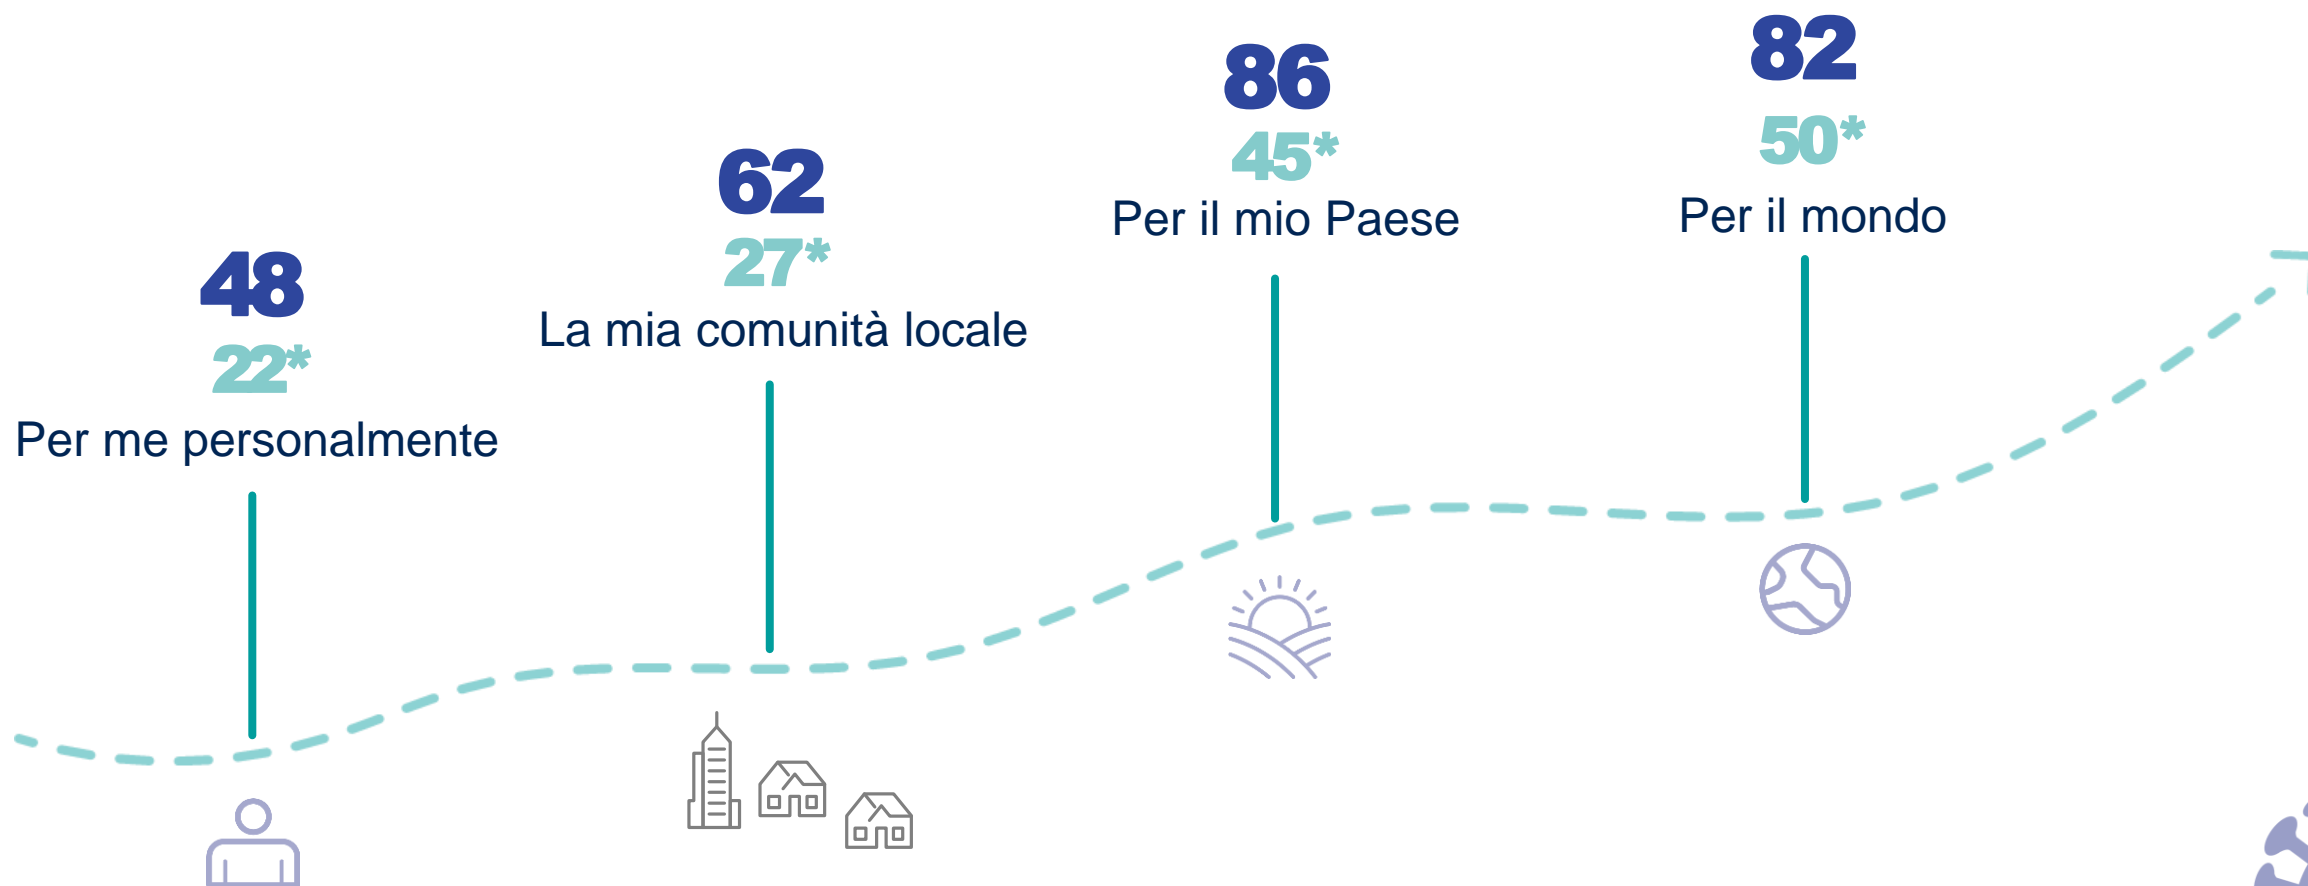 48
22*
Per me personalmente
62
27*
La mia comunità locale
86
45*
Per il mio Paese
82
50*
Per il mondo